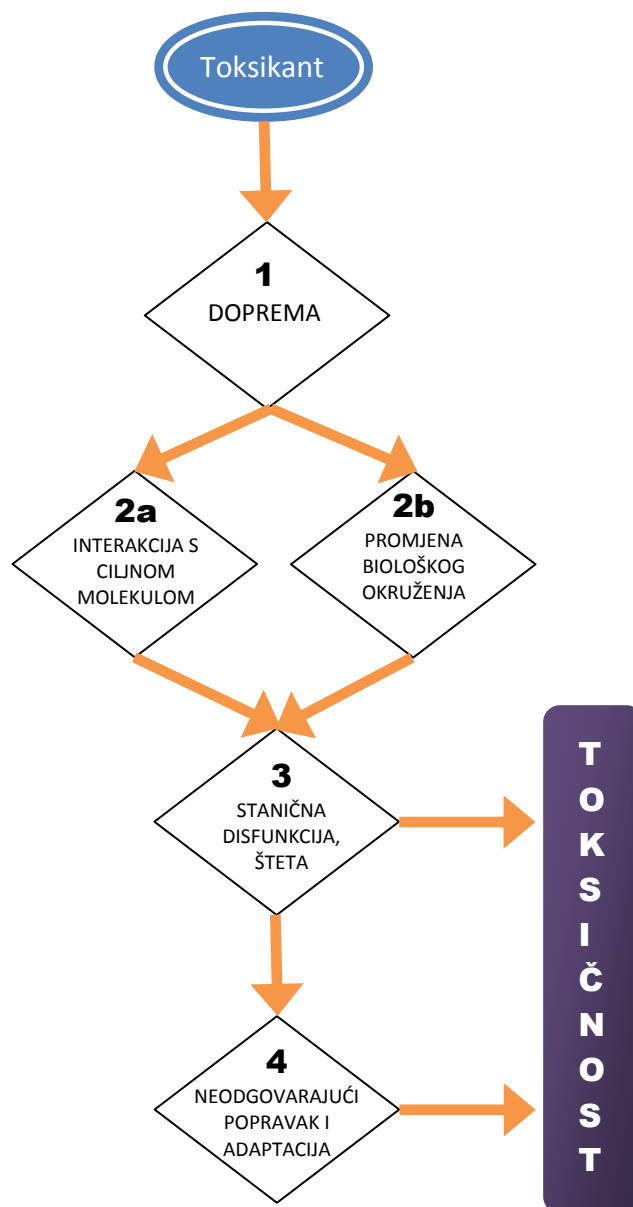 Toksikant
1
DOPREMA
2a
INTERAKCIJA S
CILJNOM
MOLEKULOM
2b
PROMJENA
BIOLOŠKOG
OKRUŽENJA
3
STANIČNA
DISFUNKCIJA,
ŠTETA
4
NEODGOVARAJUĆI
POPRAVAK I
ADAPTACIJA
T
O
K
S
I
Č
N
O
S
T